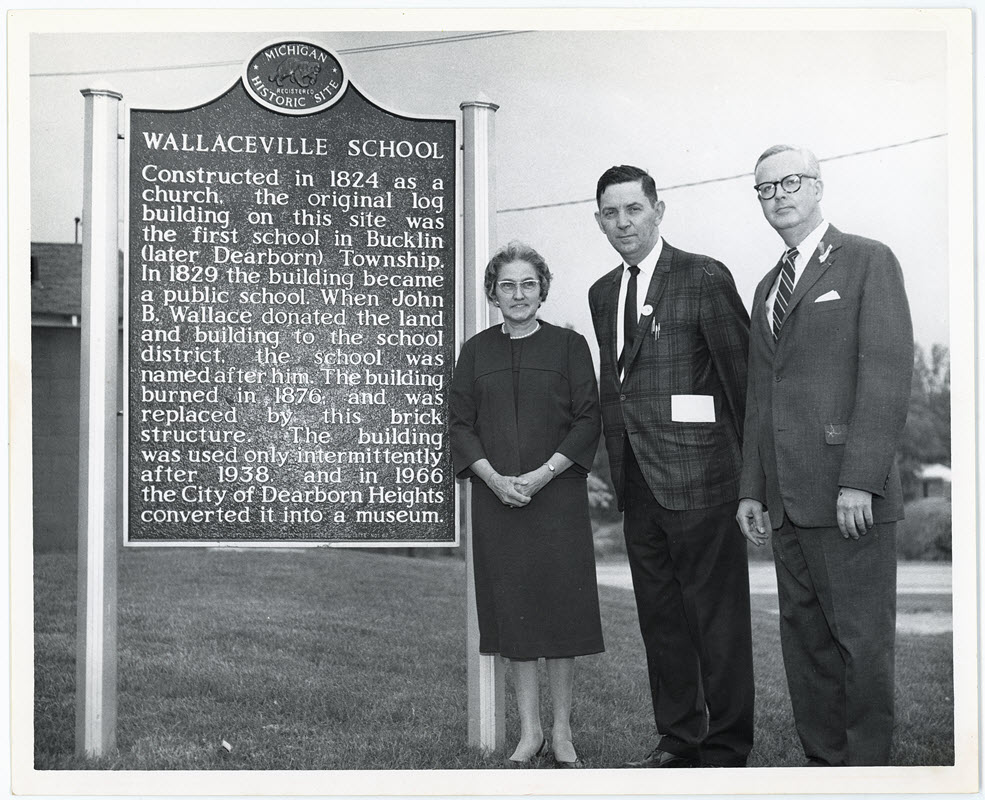 MICHIGAN
REGISTERED
HISTORIC SITE
WALLACEVILLE SCHOOL
Constructed in 1824 as a
church, the original log
building on this site was
the first school in Bucklin
(later Dearborn) Township.
In 1829 the building became
a public school. When John
B. Wallace donated the land
and building to the school
district, the school was
named after him. The building
burned in 1876, and was
replaced by this brick
structure. The building
was used only intermittently
after 1938, and in 1966
the City of Dearborn Heights
converted it into a museum.